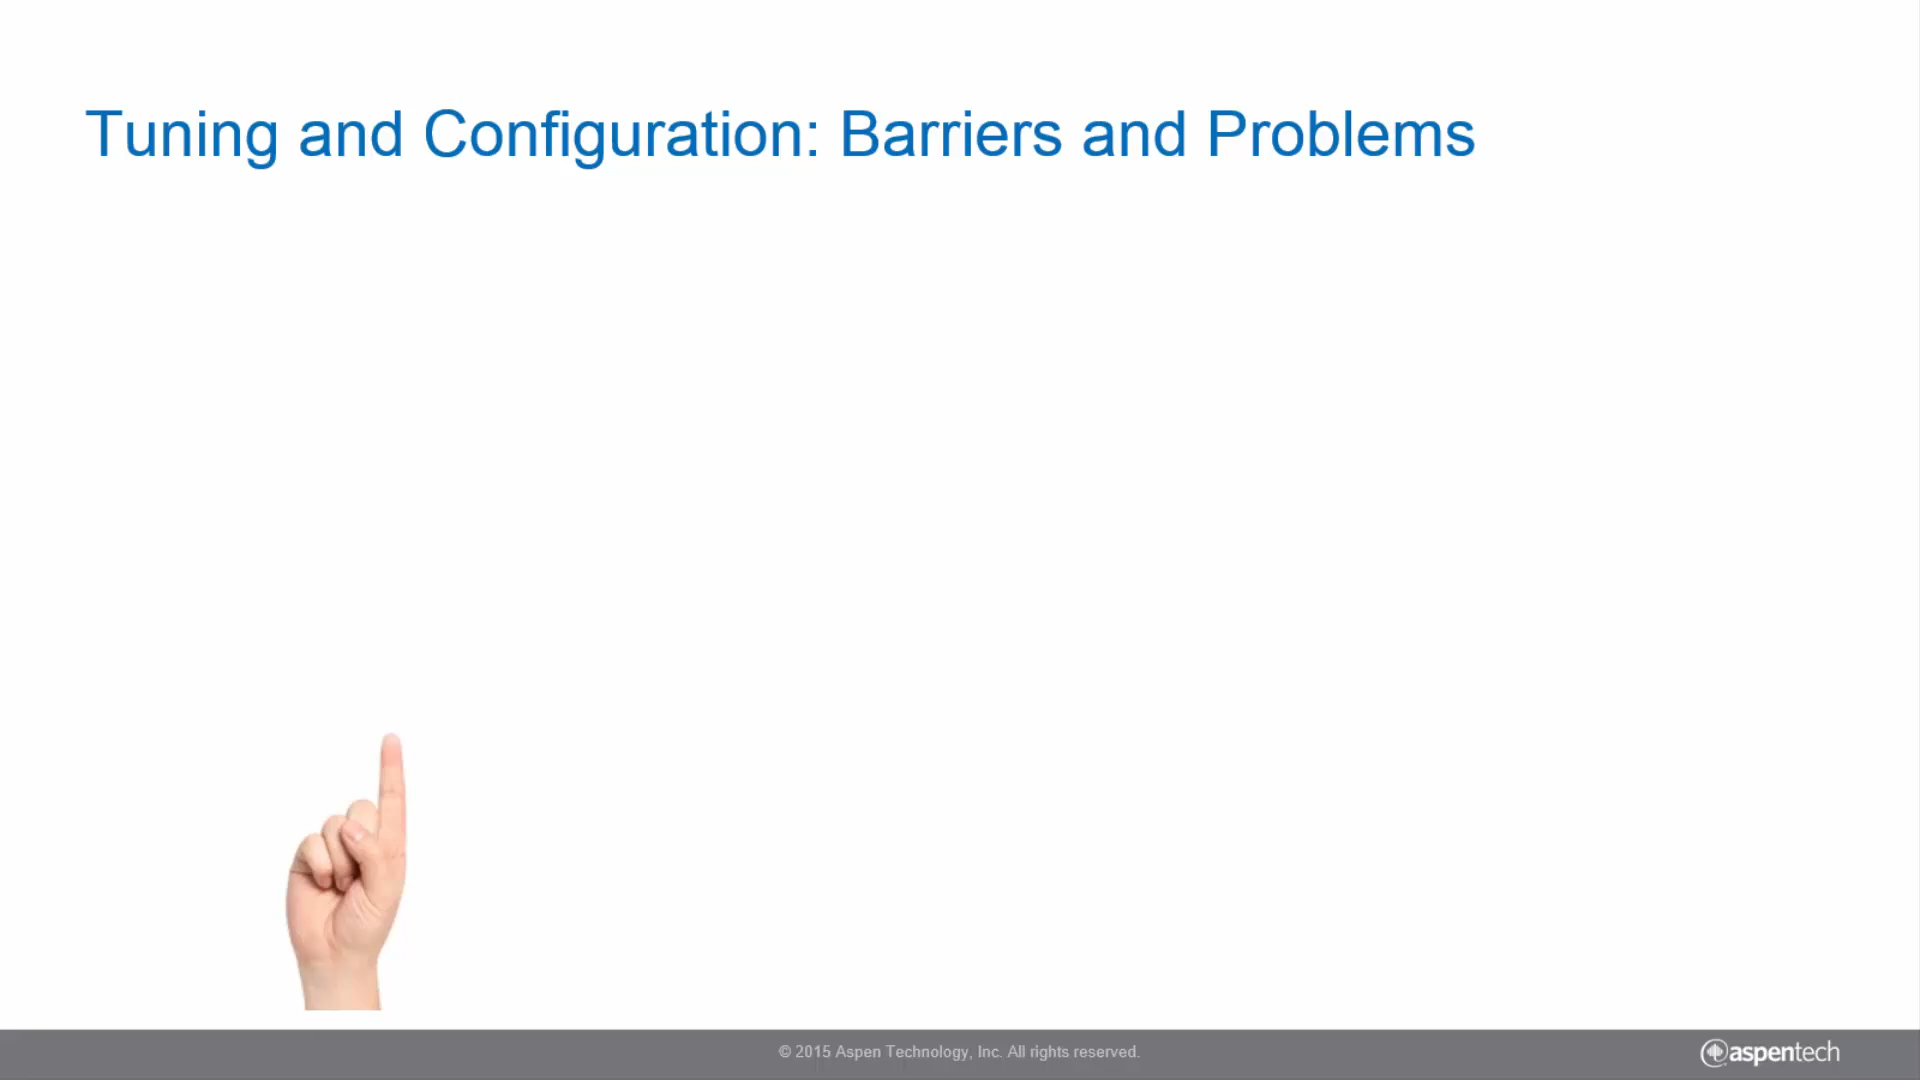 Tuning and Configuration: Barriers and Problems
© 2015 Aspen Technology, Inc. All rights reserved.
aspentech